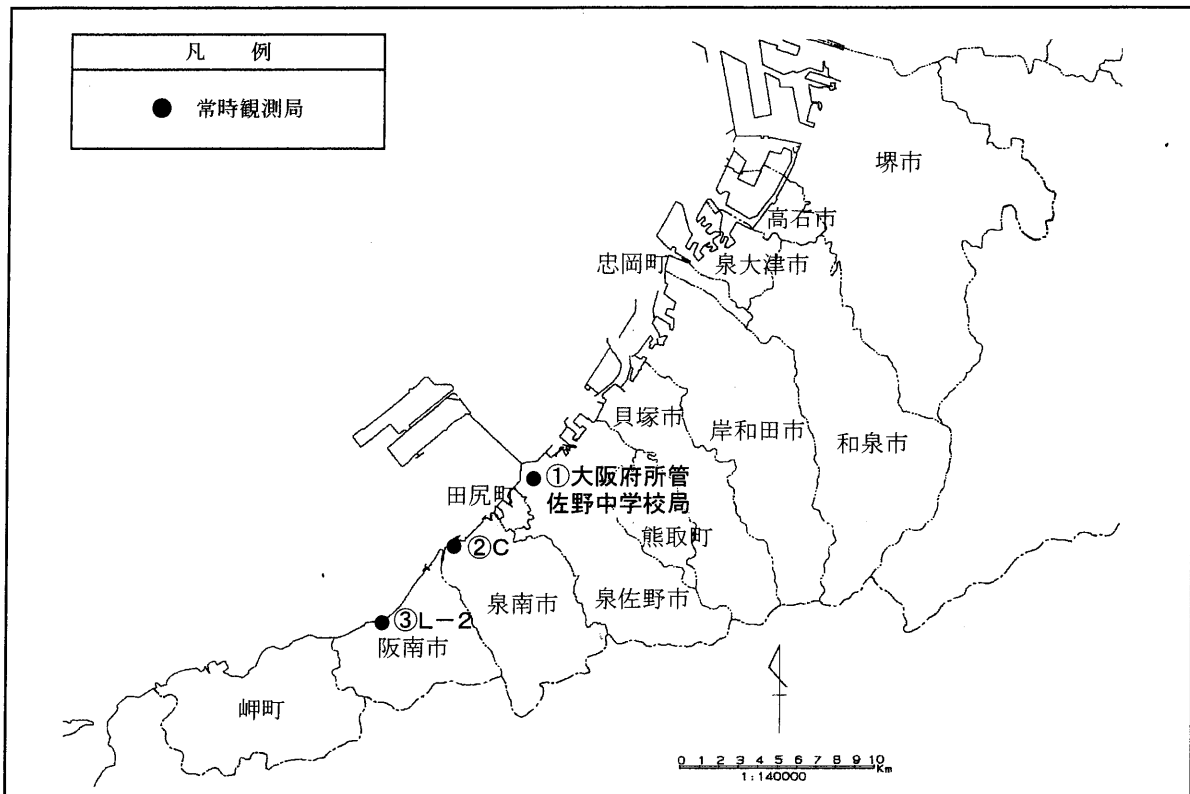 凡 例
● 常時観測局
堺市
高石市
忠岡町
泉大津市
貝塚市
岸和田市
和泉市
①大阪府所管
佐野中学校局
田尻町
熊取町
②C
泉南市
泉佐野市
③L-2
阪南市
岬町
0 1 2 3 4 5 6 7 8 9 10
Km
1:140000